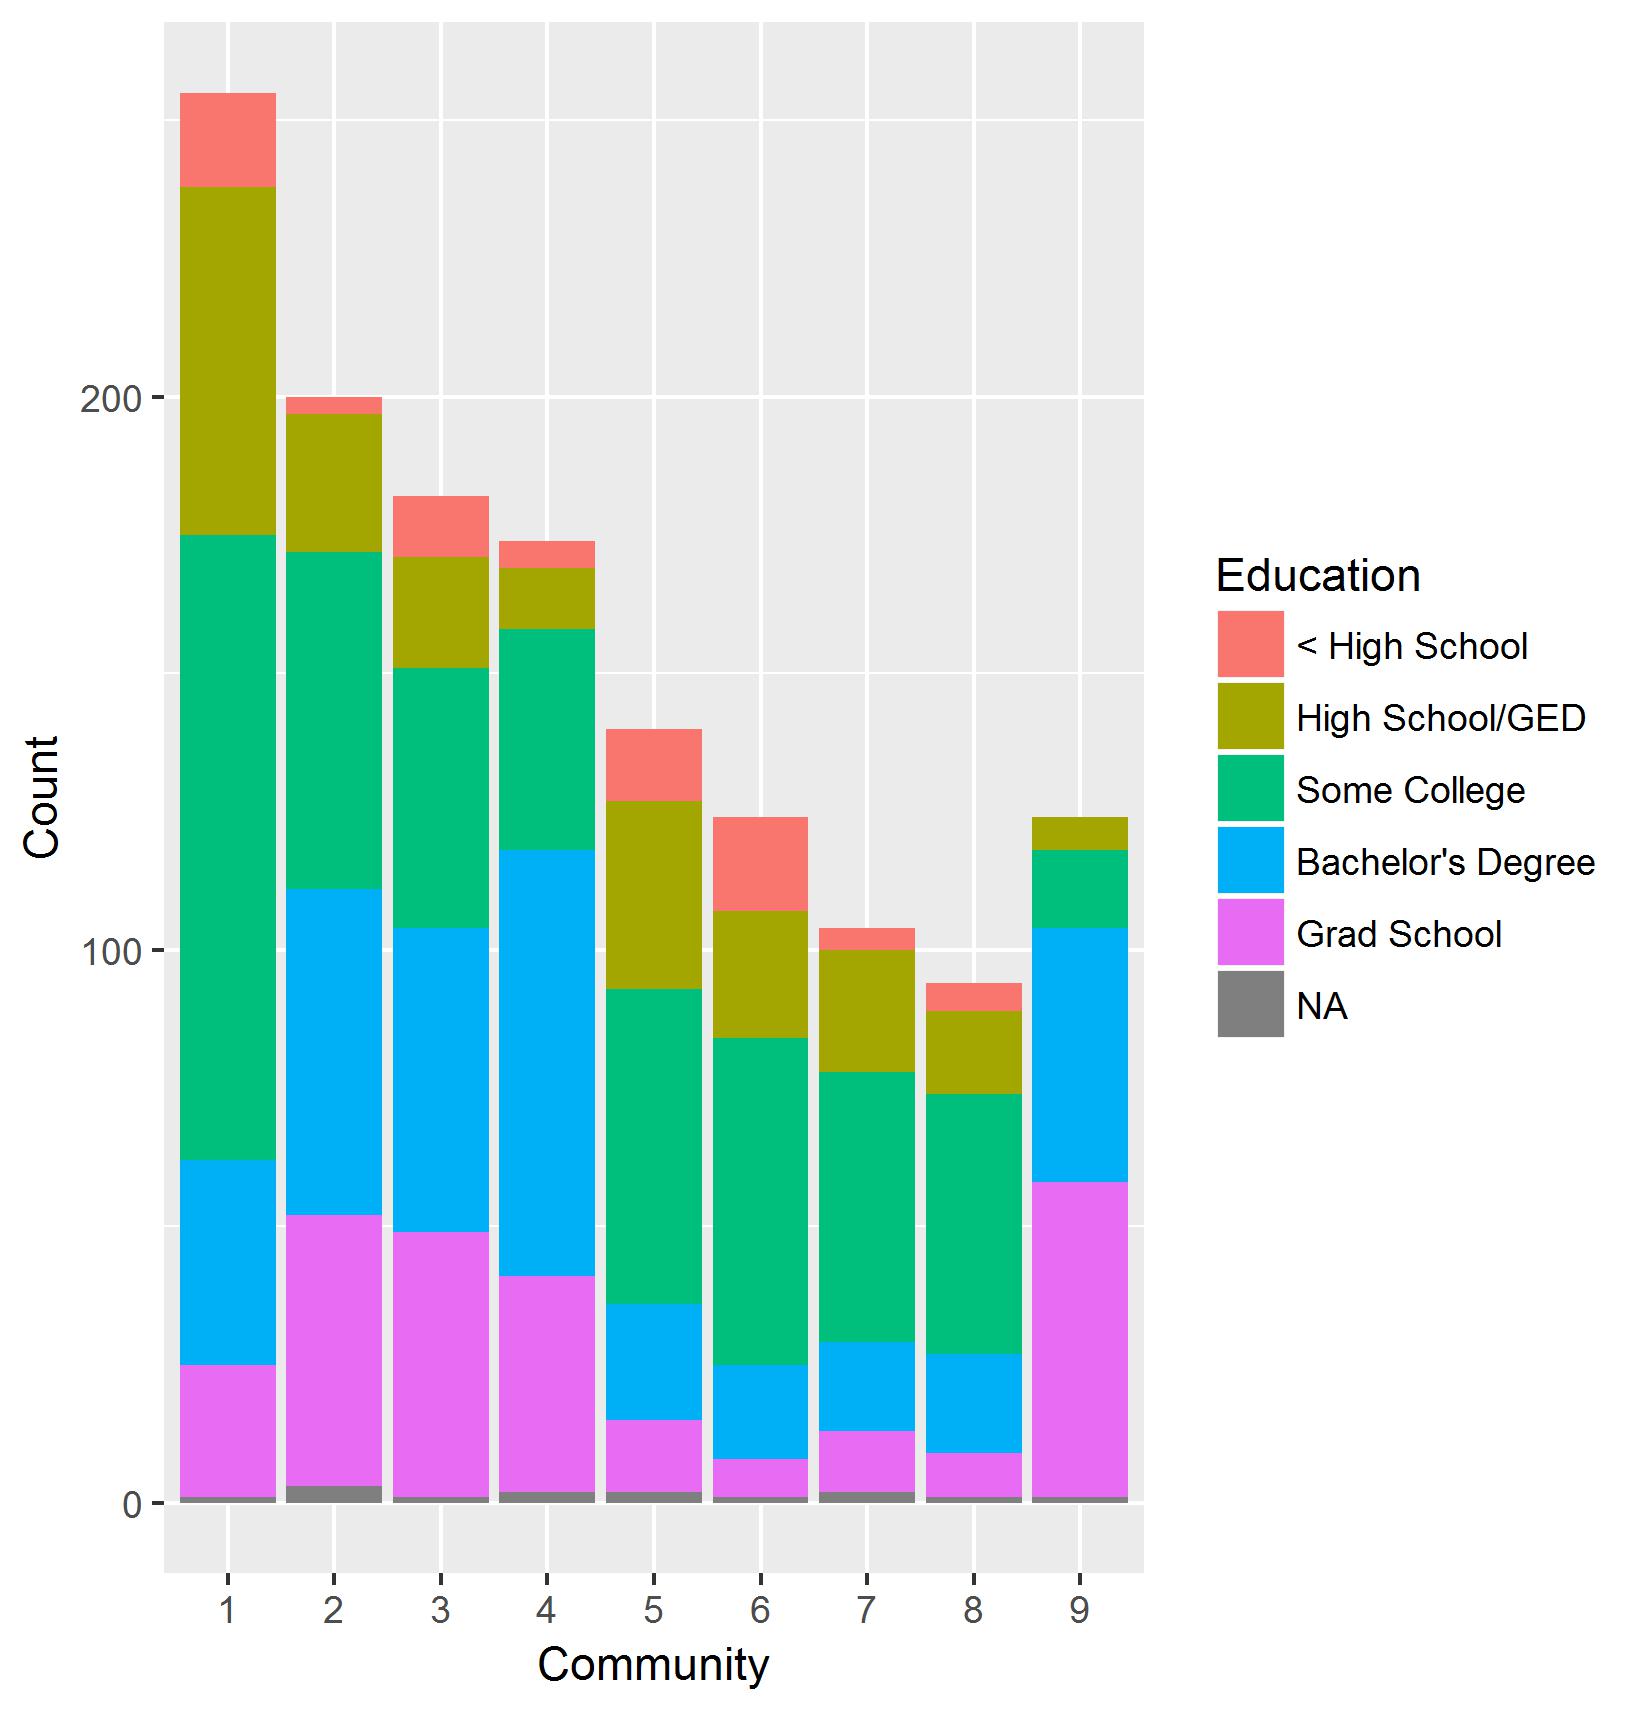 200
100
0
Count
1 2 3 4 5 6 7 8 9
Community
Education
< High School
High School/GED
Some College
Bachelor's Degree
Grad School
NA